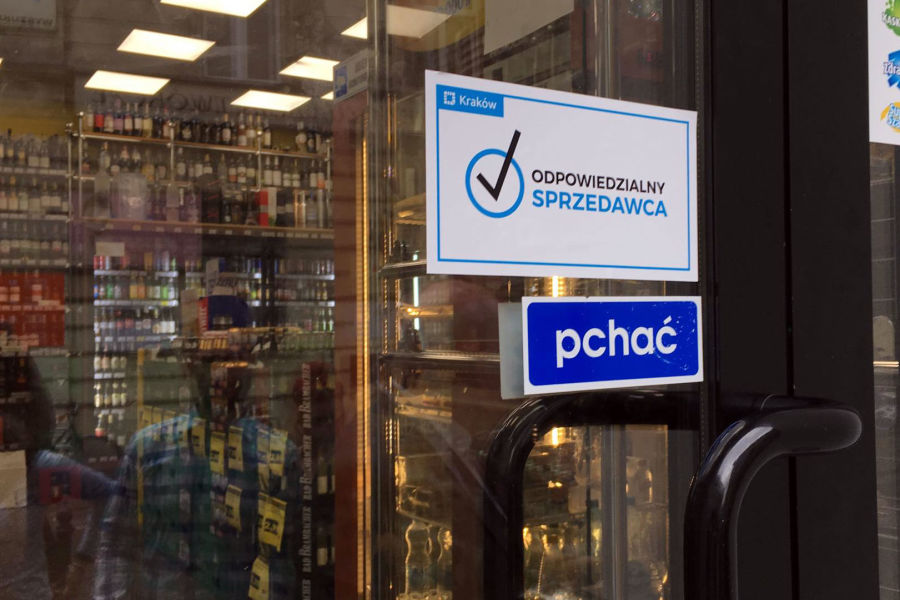 Kraków
ODPOWIEDZIALNY
SPRZEDAWCA
pchać